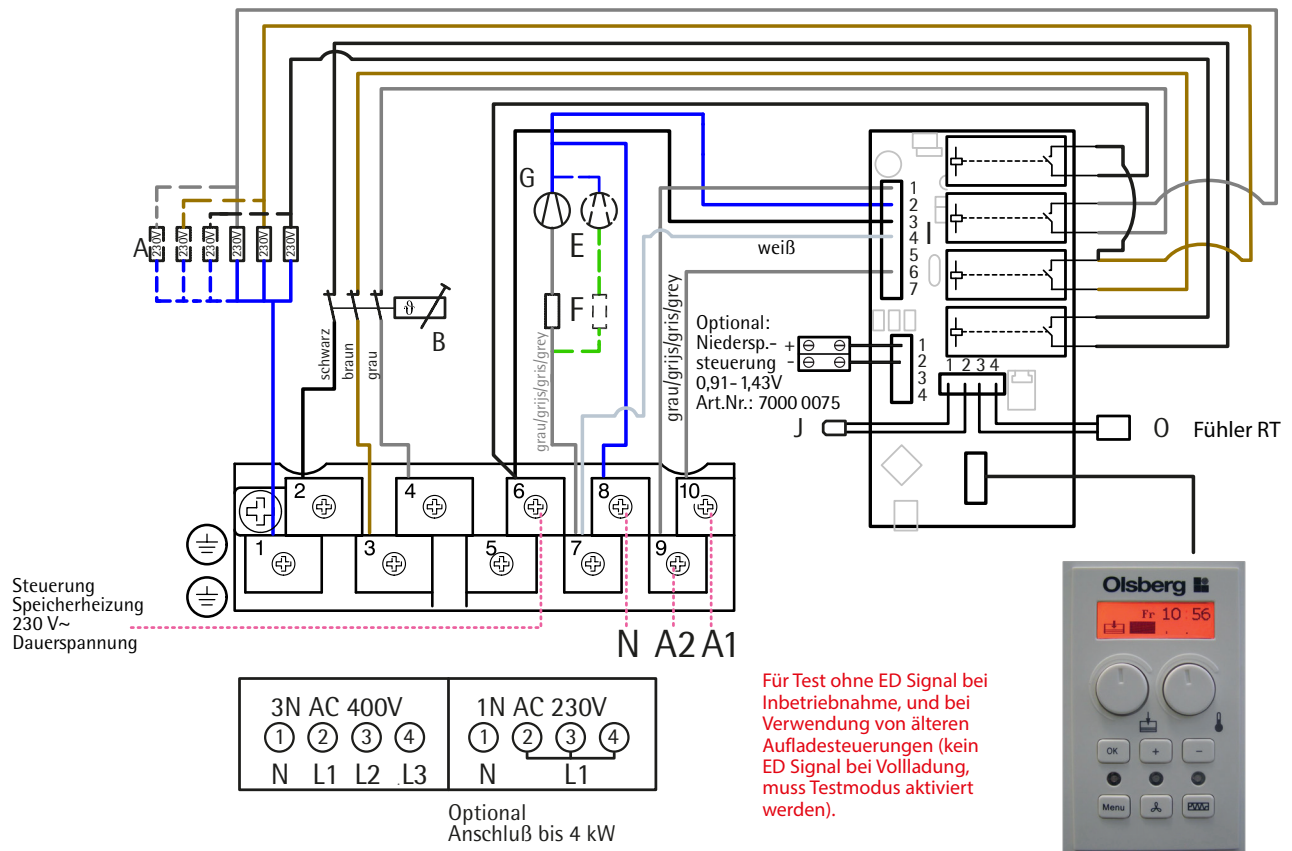 A
230V
230V
230V
230V
230V
230V
schwarz
braun
grau
ϑ
B
G
E
F
grau/grijs/gris/grey
grau/grijs/gris/grey
weiß
1
2
3
4
5
6
7
I
Optional:
Niedersp.-
steuerung
0,91- 1,43V
Art.Nr.: 7000 0075
+
-
1
2
3
4
1 2 3 4
J
O Fühler RT
2
4
6
8
10
1
3
5
7
9
Steuerung
Speicherheizung
230 V~
Dauerspannung
N A2 A1
3N AC 400V
1 2 3 4
N L1 L2 .L3
1N AC 230V
1 2 3 4
N L1
Optional
Anschluß bis 4 kW
Für Test ohne ED Signal bei
Inbetriebnahme, und bei
Verwendung von älteren
Aufladesteuerungen (kein
ED Signal bei Vollladung,
muss Testmodus aktiviert
werden).
Olsberg
Fr 10 56
OK + -
Menu